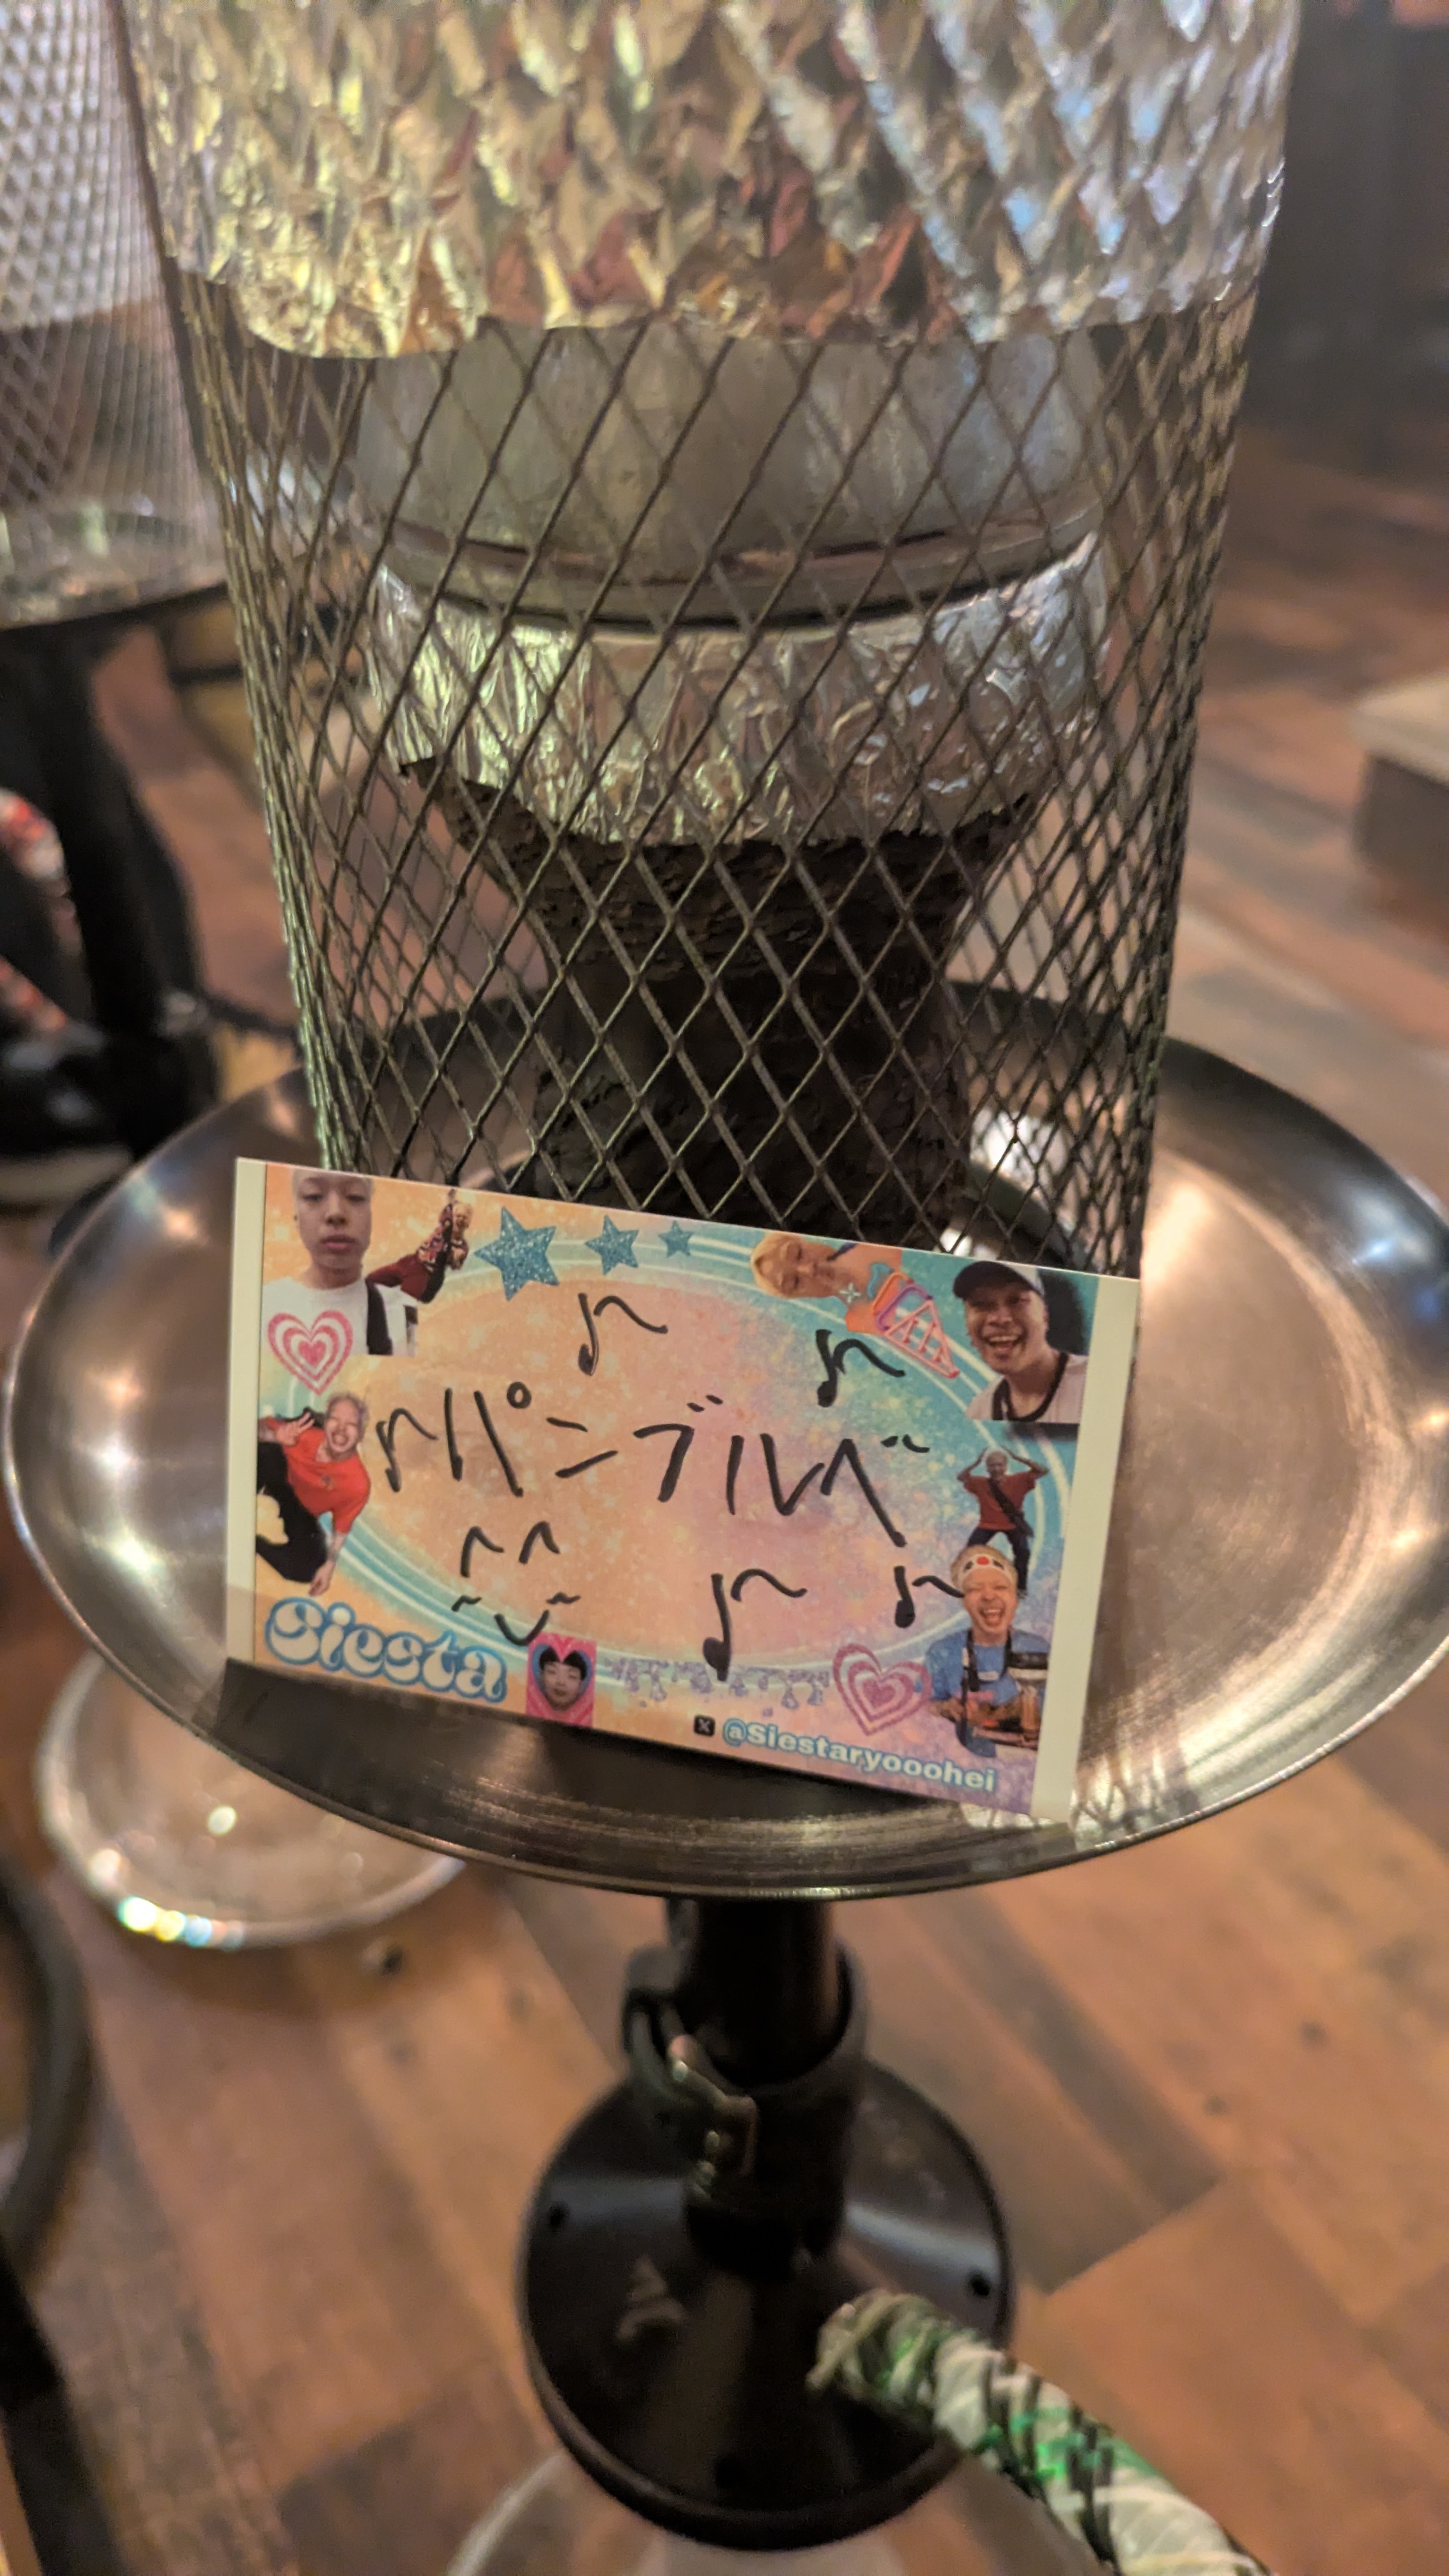 ♪
♪
♪パンブルベ
♪
♪
Siesta
X @Siestaryooohei